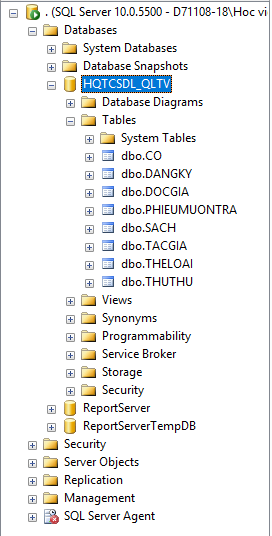 . (SQL Server 10.0.5500 - D71108-18\Hoc vi
Databases
System Databases
Database Snapshots
HQTCSDL_QLTV
Database Diagrams
Tables
System Tables
dbo.CO
dbo.DANGKY
dbo.DOCGIA
dbo.PHIEUMUONTRA
dbo.SACH
dbo.TACGIA
dbo.THELOAI
dbo.THUTHU
Views
Synonyms
Programmability
Service Broker
Storage
Security
ReportServer
ReportServerTempDB
Security
Server Objects
Replication
Management
SQL Server Agent